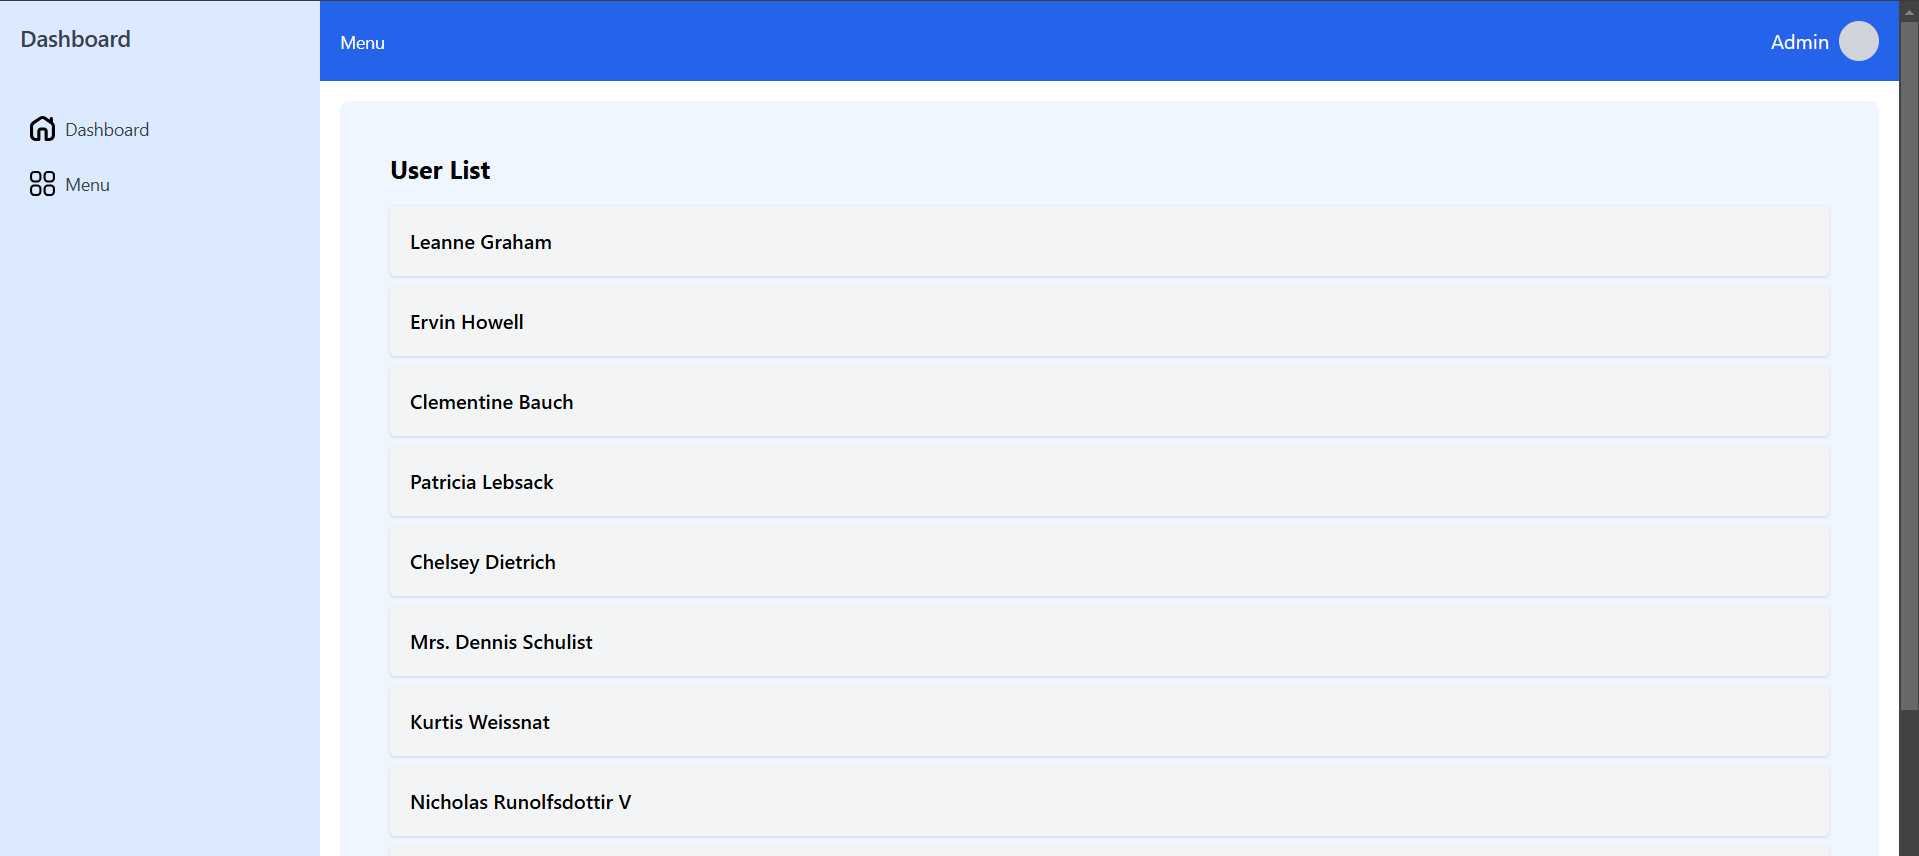 Dashboard
Menu
Admin
Dashboard
Menu
User List
Leanne Graham
Ervin Howell
Clementine Bauch
Patricia Lebsack
Chelsey Dietrich
Mrs. Dennis Schulist
Kurtis Weissnat
Nicholas Runolfsdottir V